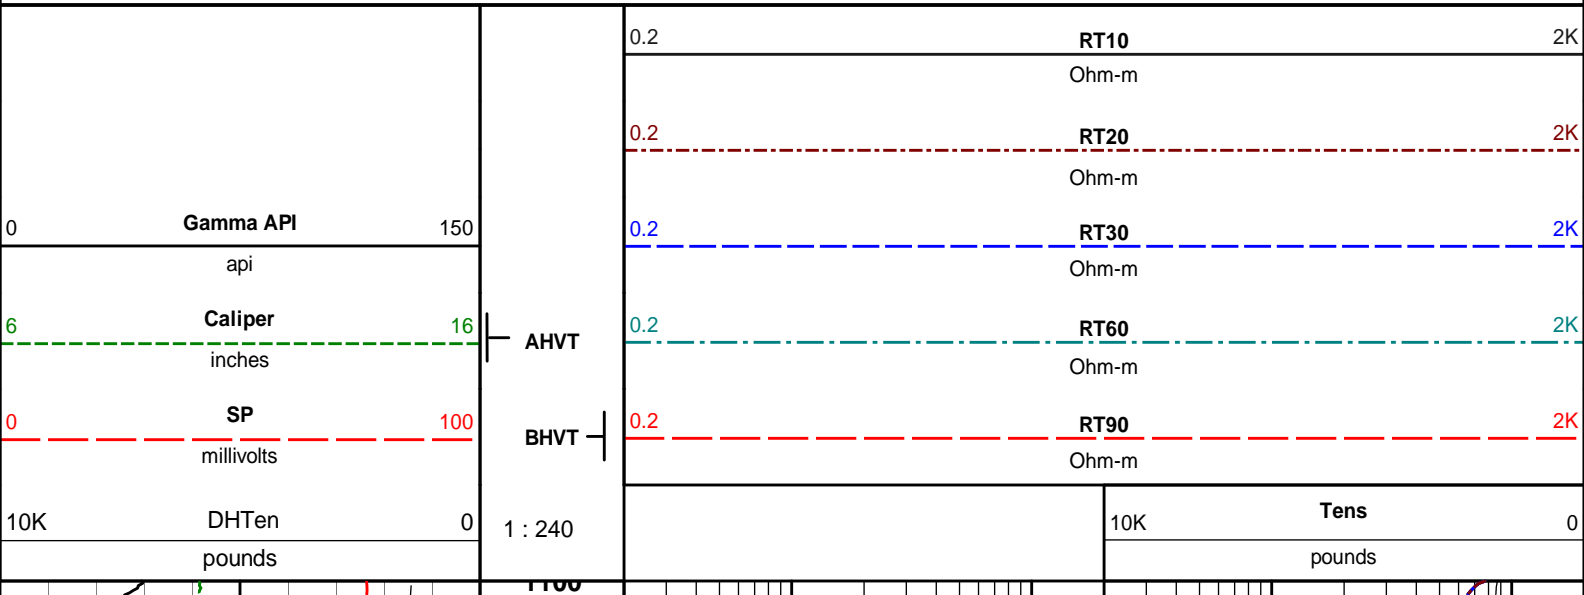 0 Gamma API 150
api
6 Caliper 16
inches
0 SP 100
millivolts
10K DHTen 0
pounds
AHVT
BHVT
1 : 240
0.2 RT10 2K
Ohm-m
0.2 RT20 2K
Ohm-m
0.2 RT30 2K
Ohm-m
0.2 RT60 2K
Ohm-m
0.2 RT90 2K
Ohm-m
10K Tens 0
pounds